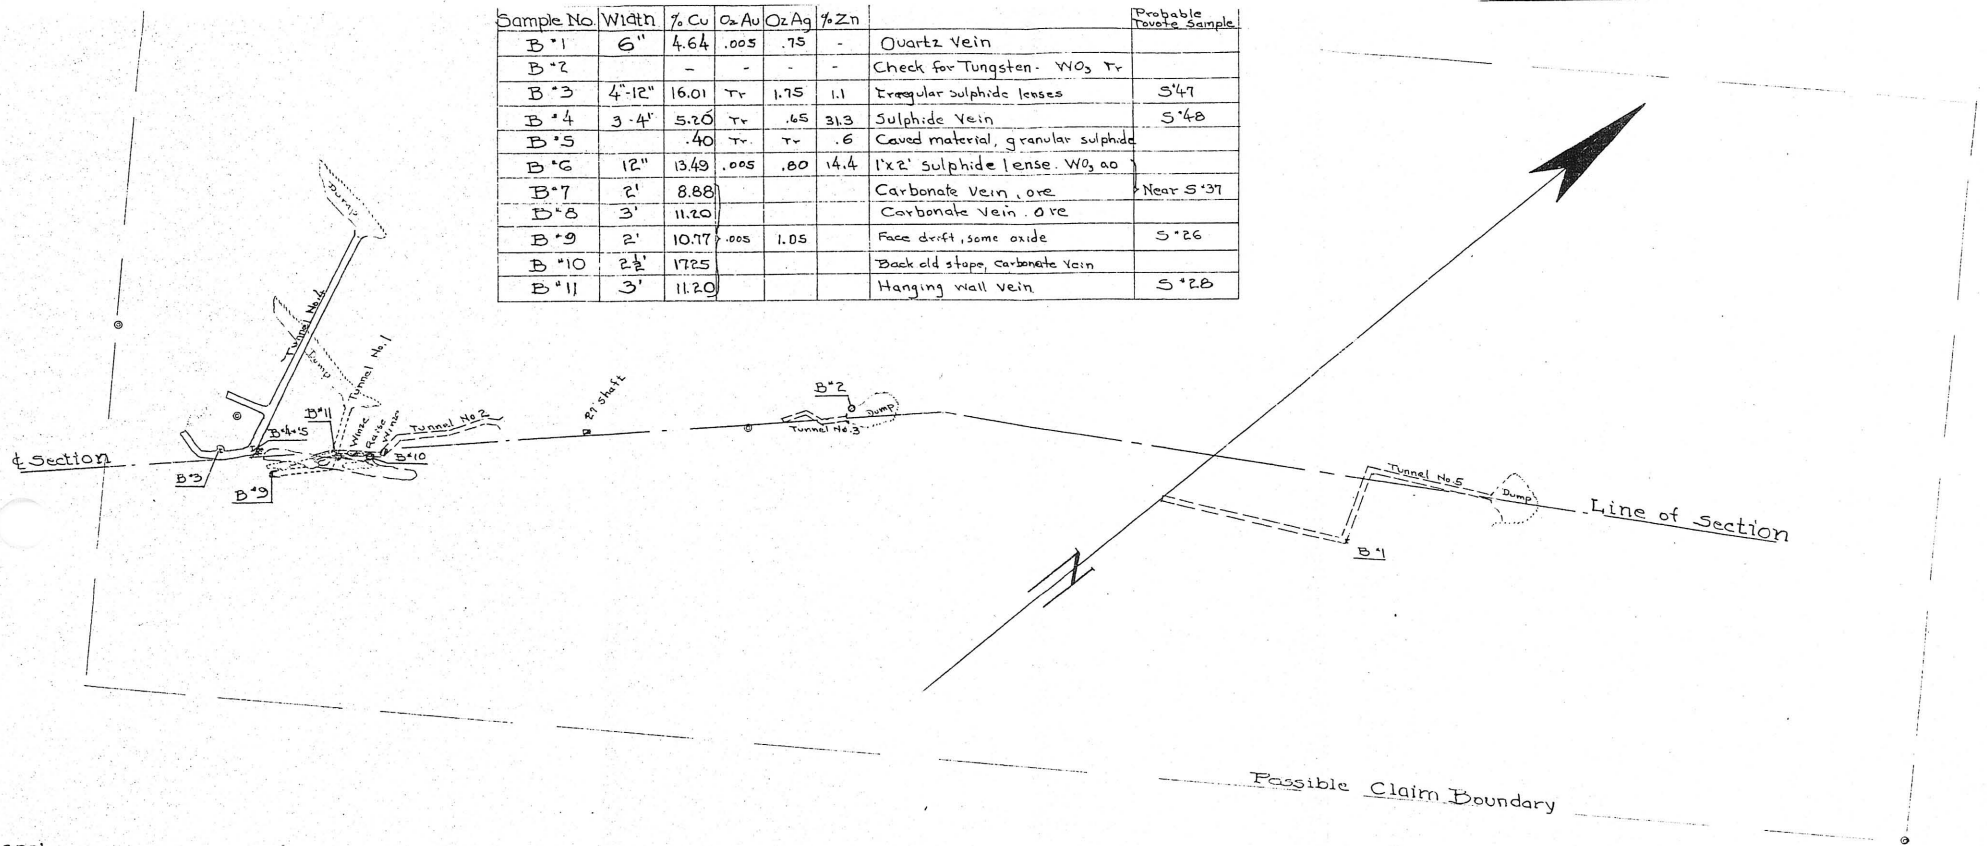 Sample No. Width % Cu Oz Au Oz Ag % Zn Probable Tovote Sample
B #1 6" 4.64 .005 .75 - Quartz Vein
B #2 - - - - Check for Tungsten - WO3 Tr
B #3 4"-12" 16.01 Tr 1.75 1.1 Irregular sulphide lenses S #47
B #4 3-4' 5.20 Tr .65 31.3 Sulphide Vein S #48
B #5 .40 Tr. Tr .6 Caved material, granular sulphide
B #6 12" 13.49 .005 .80 14.4 1'x2' sulphide lense. WO3
B #7 2' 8.88 Carbonate Vein, ore Near S #37
B #8 3' 11.20 Carbonate Vein. ore
B #9 2' 10.77 .005 1.05 Face drift, some oxide S #26
B #10 2½' 17.25 Back old stope, carbonate vein
B #11 3' 11.20 Hanging wall vein S #28
Dump
Tunnel No.4
Dump
Tunnel No.1
B #11
Winze
Raise
Winze
Tunnel No.2
27' Shaft
B #2
Dump
Tunnel No.3
B #4-#5
B #10
℄ Section
B #3
B #9
Tunnel No.5
Dump
Line of Section
B #1
N
Possible Claim Boundary